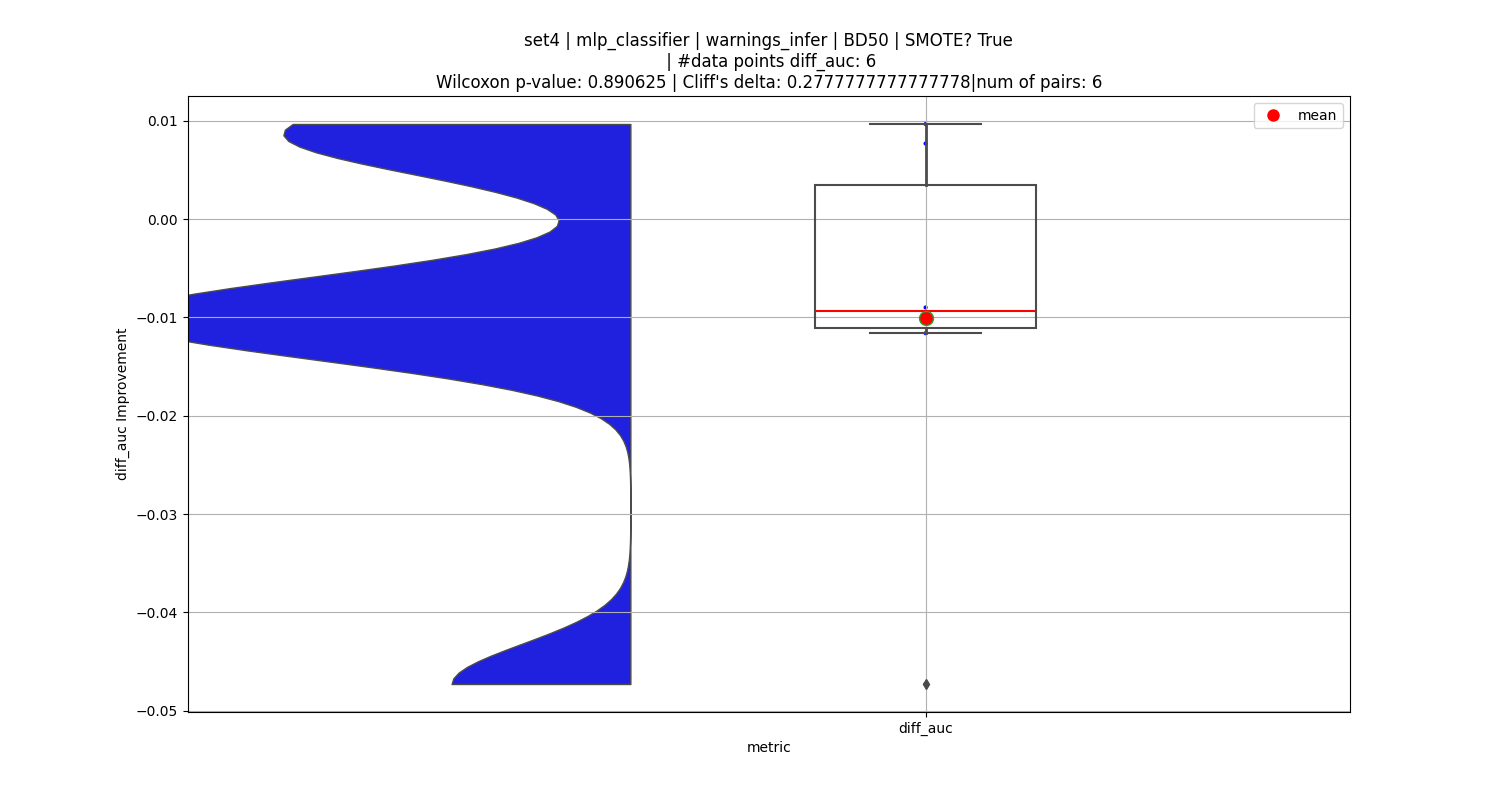 set4 | mlp_classifier | warnings_infer | BD50 | SMOTE? True
| #data points diff_auc: 6
Wilcoxon p-value: 0.890625 | Cliff's delta: 0.2777777777777778|num of pairs: 6
mean
0.01
0.00
−0.01
−0.02
−0.03
−0.04
−0.05
diff_auc Improvement
diff_auc
metric